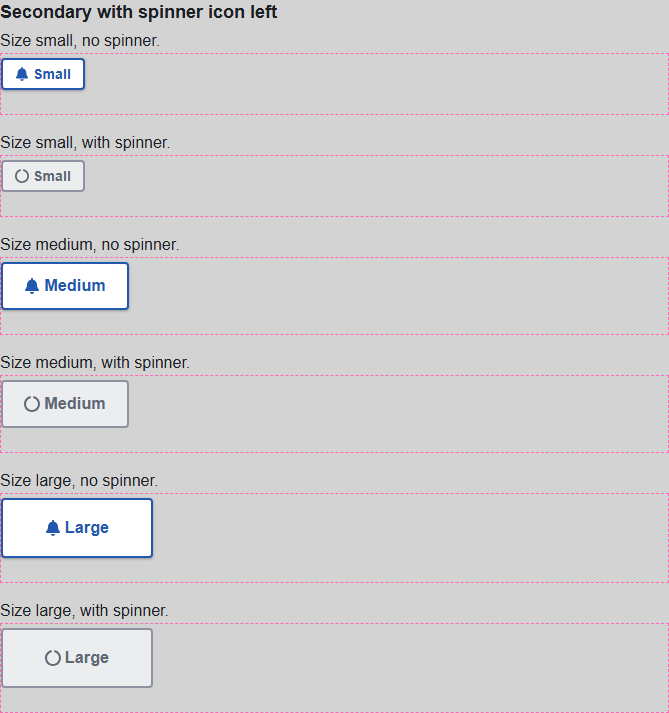 Secondary with spinner icon left
Size small, no spinner.
Small
Size small, with spinner.
Small
Size medium, no spinner.
Medium
Size medium, with spinner.
Medium
Size large, no spinner.
Large
Size large, with spinner.
Large